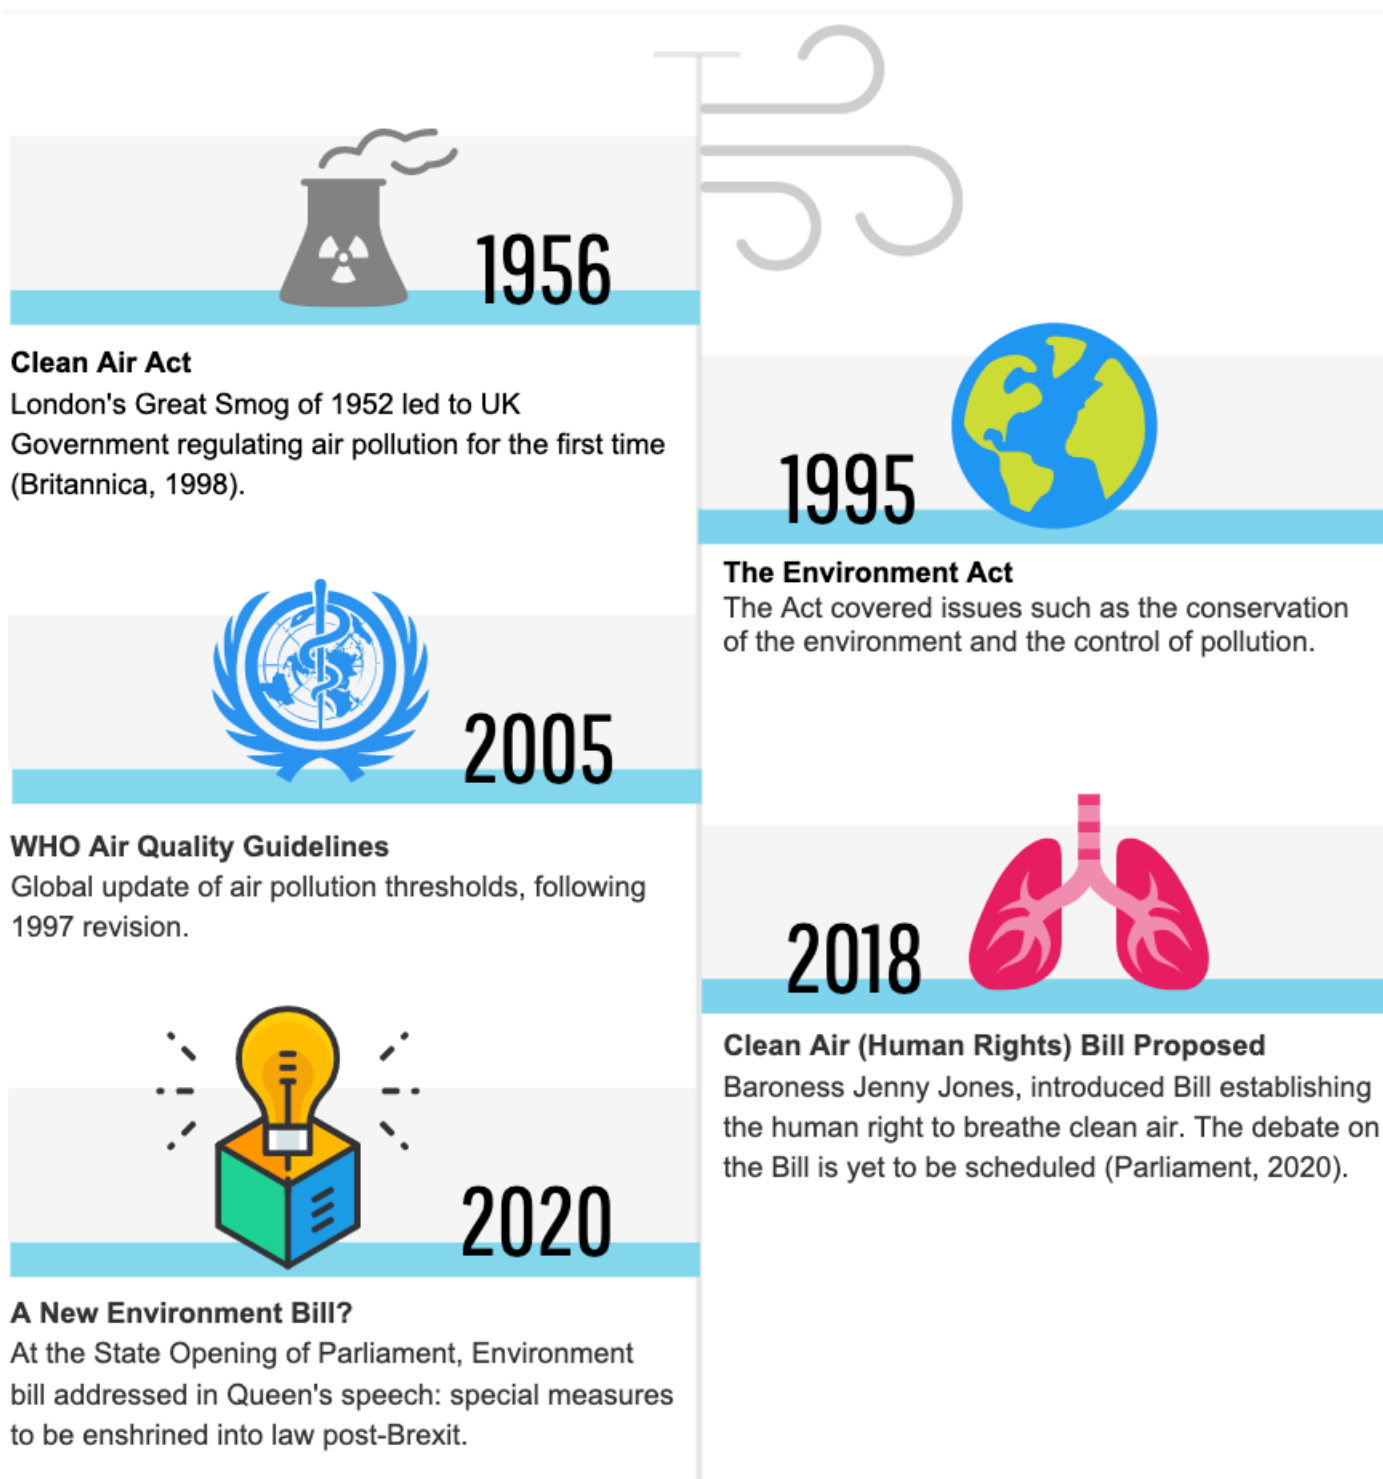 1956
Clean Air Act
London's Great Smog of 1952 led to UK
Government regulating air pollution for the first time
(Britannica, 1998).
1995
The Environment Act
The Act covered issues such as the conservation
of the environment and the control of pollution.
2005
WHO Air Quality Guidelines
Global update of air pollution thresholds, following
1997 revision.
2018
Clean Air (Human Rights) Bill Proposed
Baroness Jenny Jones, introduced Bill establishing
the human right to breathe clean air. The debate on
the Bill is yet to be scheduled (Parliament, 2020).
2020
A New Environment Bill?
At the State Opening of Parliament, Environment
bill addressed in Queen's speech: special measures
to be enshrined into law post-Brexit.